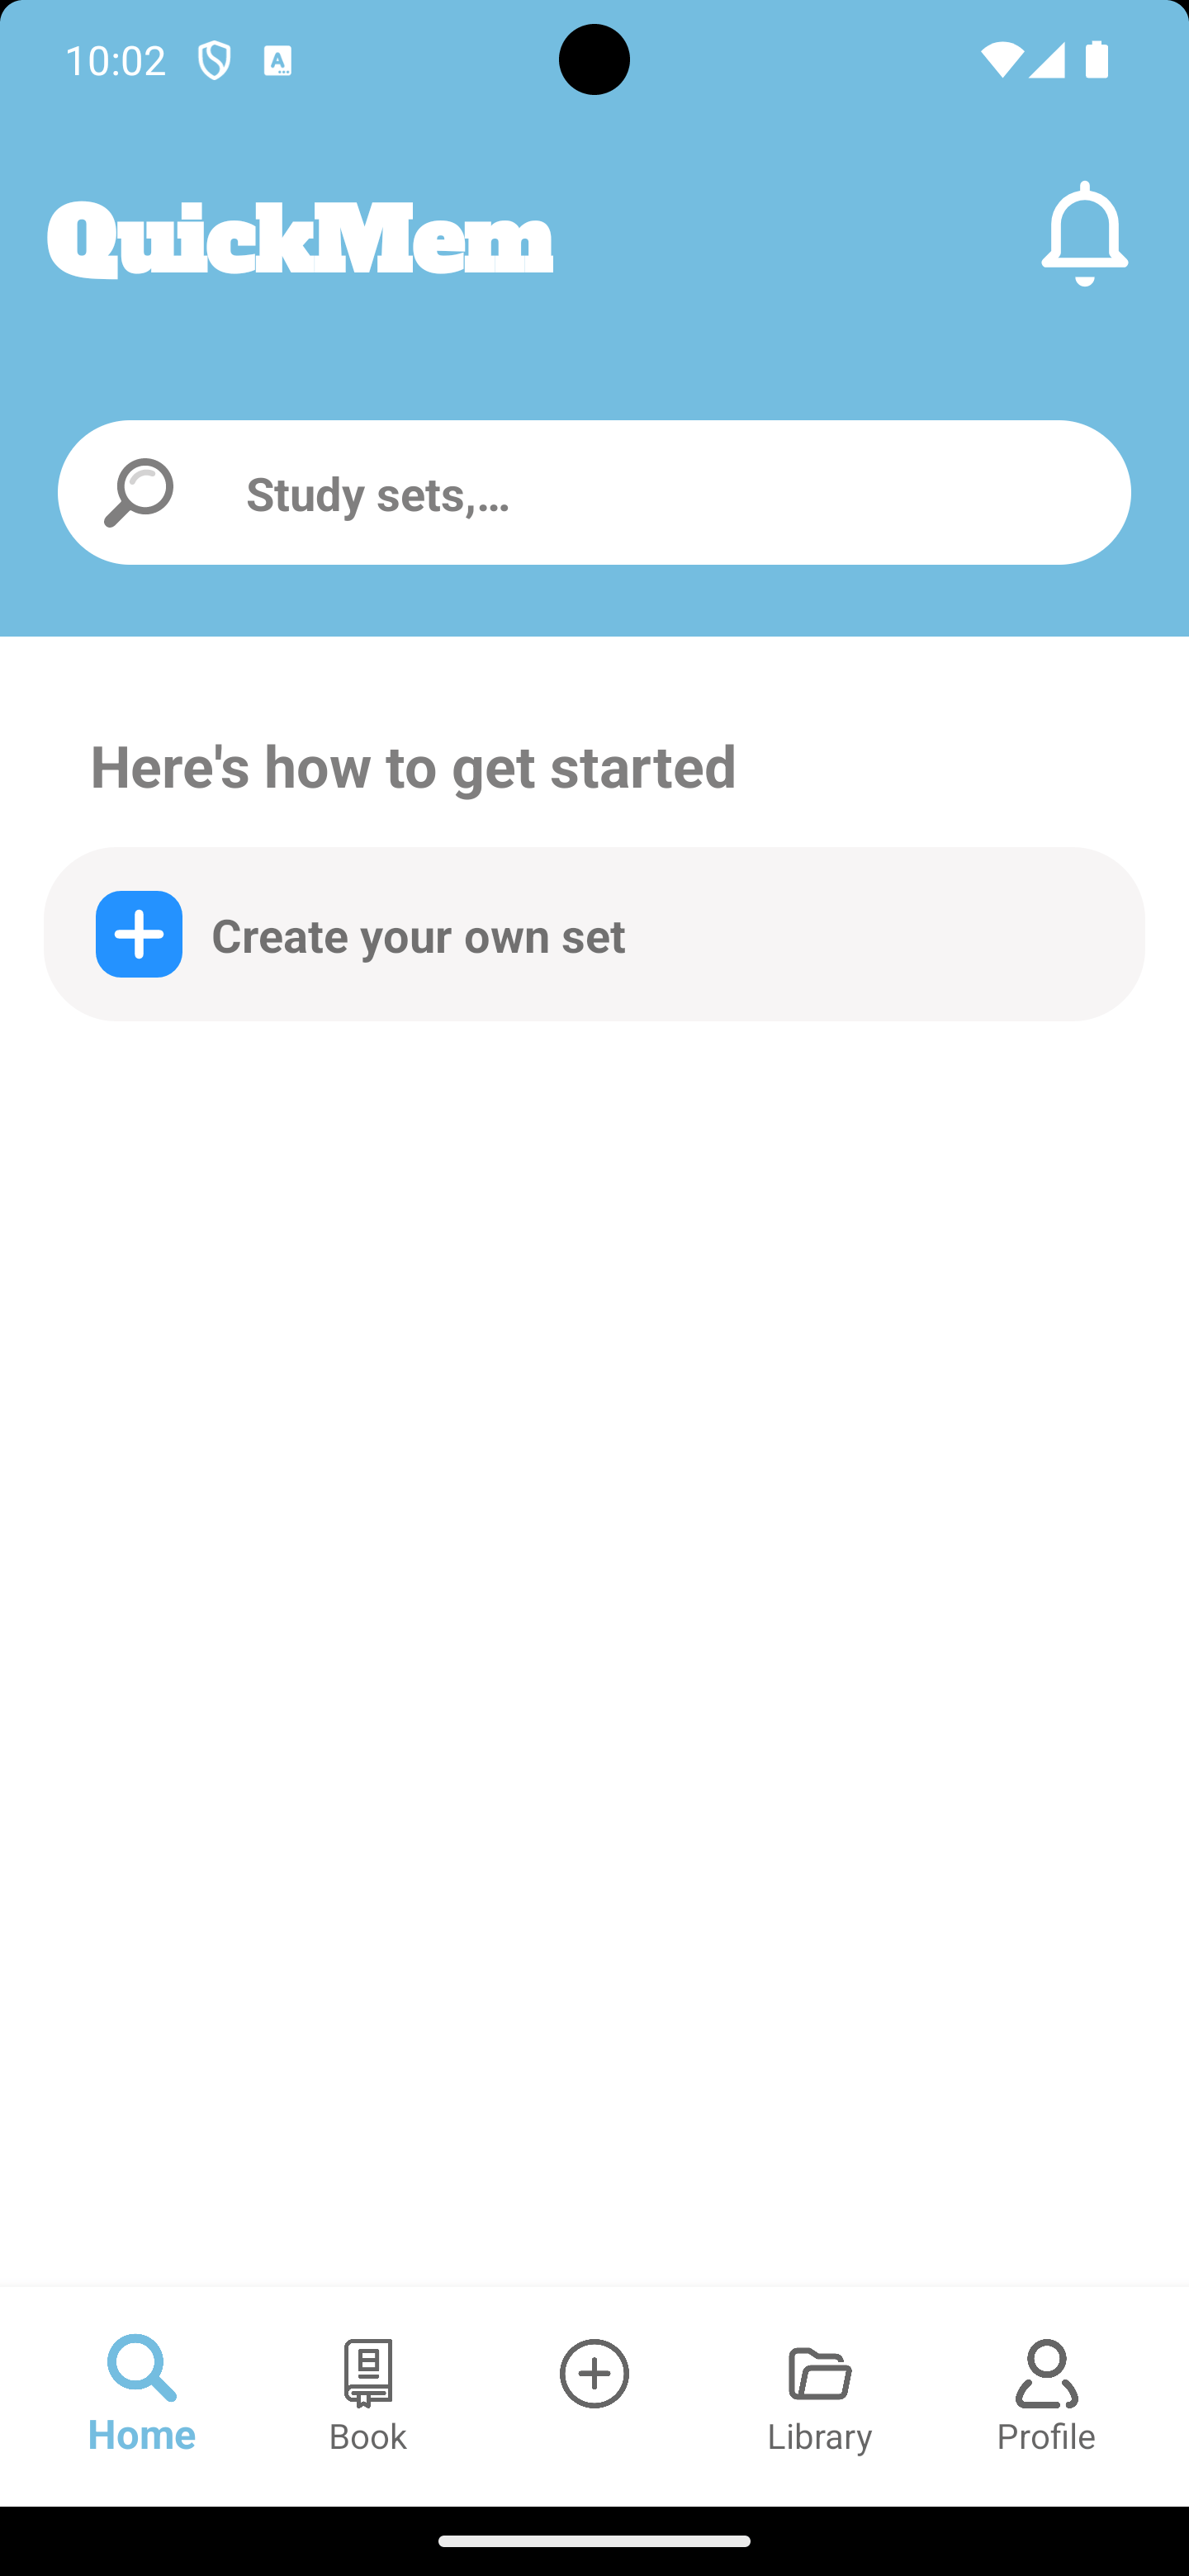 10:02
QuickMem
Study sets,...
Here's how to get started
Create your own set
Home
Book
Library
Profile